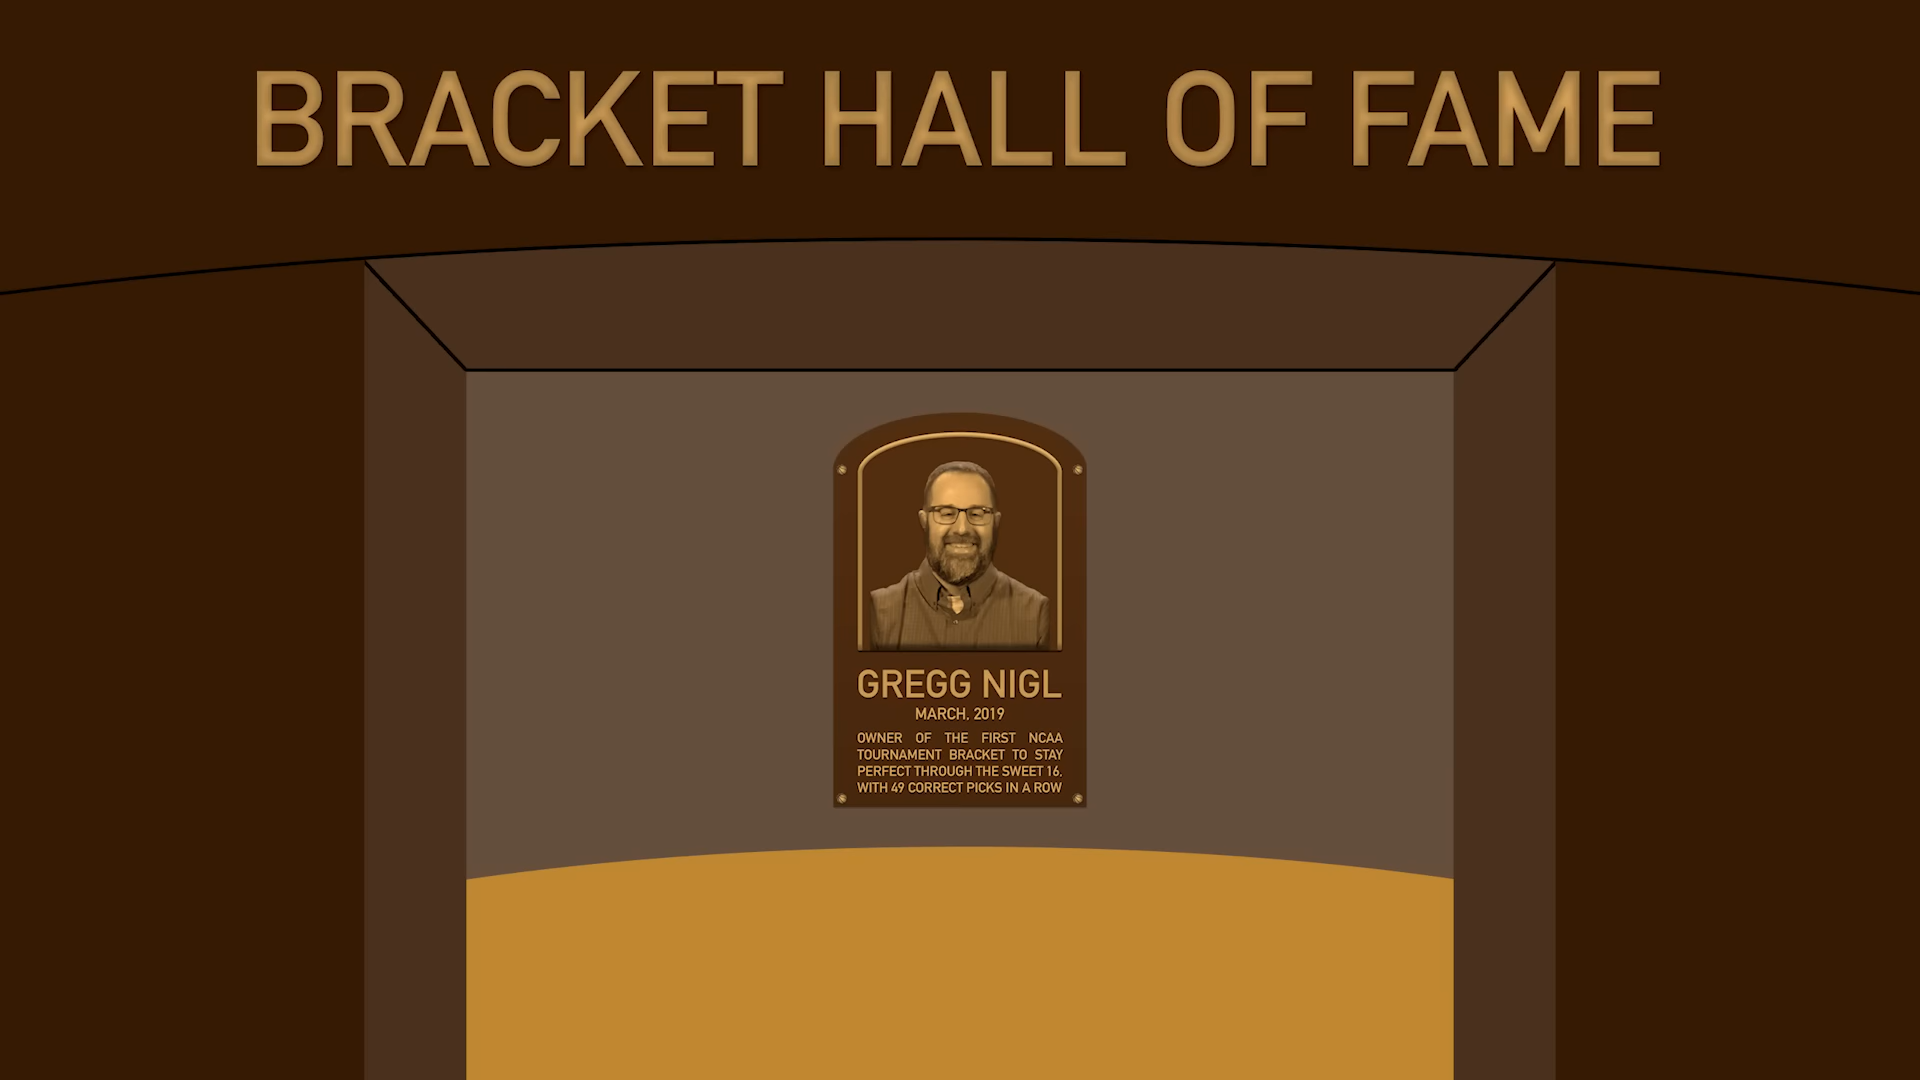 BRACKET HALL OF FAME
GREGG NIGL
MARCH, 2019
OWNER OF THE FIRST NCAA
TOURNAMENT BRACKET TO STAY
PERFECT THROUGH THE SWEET 16,
WITH 49 CORRECT PICKS IN A ROW